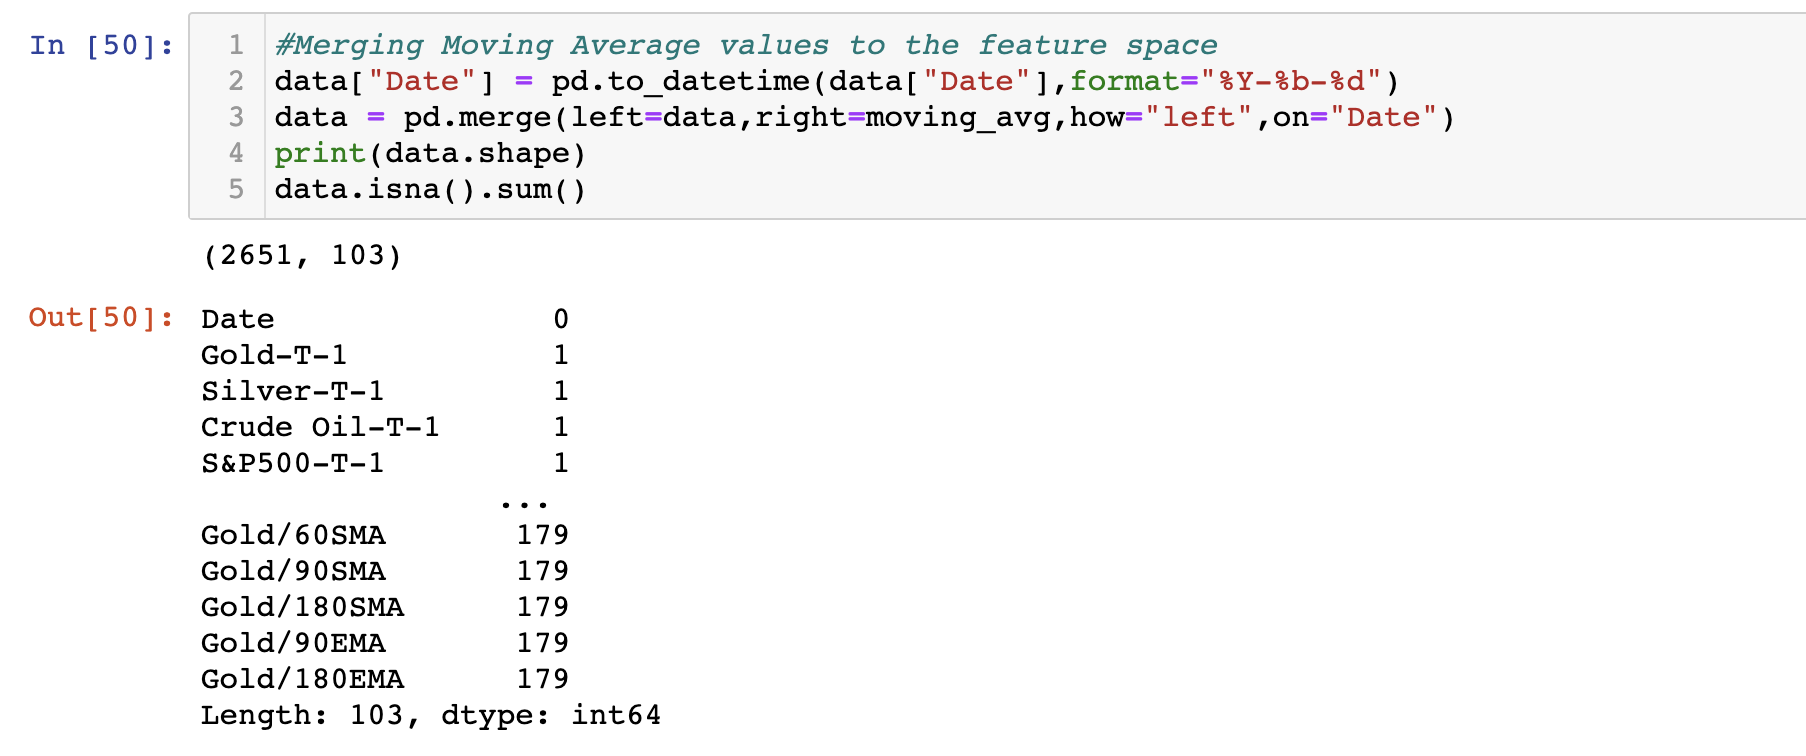 In [50]:
1 #Merging Moving Average values to the feature space
2 data["Date"] = pd.to_datetime(data["Date"],format="%Y-%b-%d")
3 data = pd.merge(left=data,right=moving_avg,how="left",on="Date")
4 print(data.shape)
5 data.isna().sum()
(2651, 103)
Out[50]:
Date 0
Gold-T-1 1
Silver-T-1 1
Crude Oil-T-1 1
S&P500-T-1 1
...
Gold/60SMA 179
Gold/90SMA 179
Gold/180SMA 179
Gold/90EMA 179
Gold/180EMA 179
Length: 103, dtype: int64